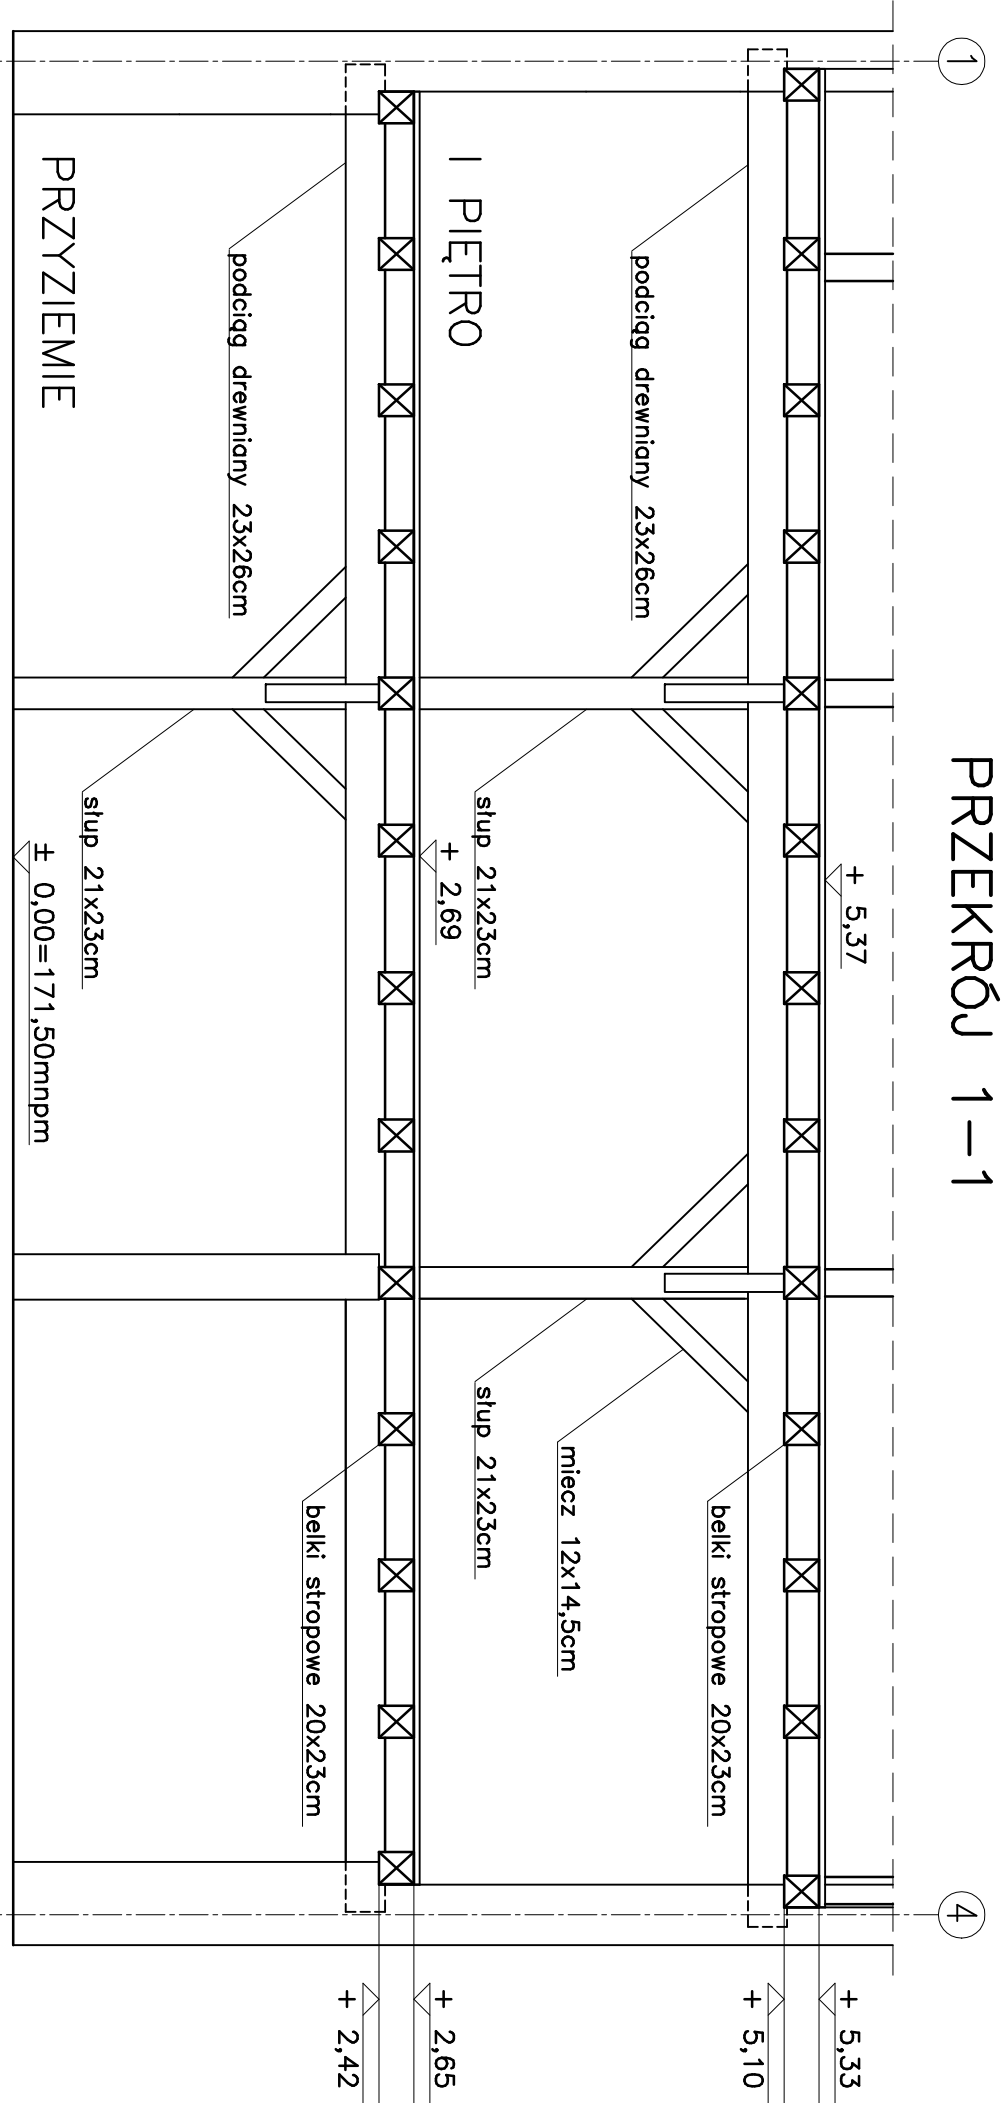 PRZEKRÓJ 1-1
1
4
+ 5,37
+ 5,33
+ 5,10
belki stropowe 20x23cm
podciąg drewniany 23x26cm
miecz 12x14,5cm
I PIĘTRO
słup 21x23cm
słup 21x23cm
+ 2,69
+ 2,65
+ 2,42
belki stropowe 20x23cm
podciąg drewniany 23x26cm
słup 21x23cm
PRZYZIEMIE
± 0,00=171,50mnpm